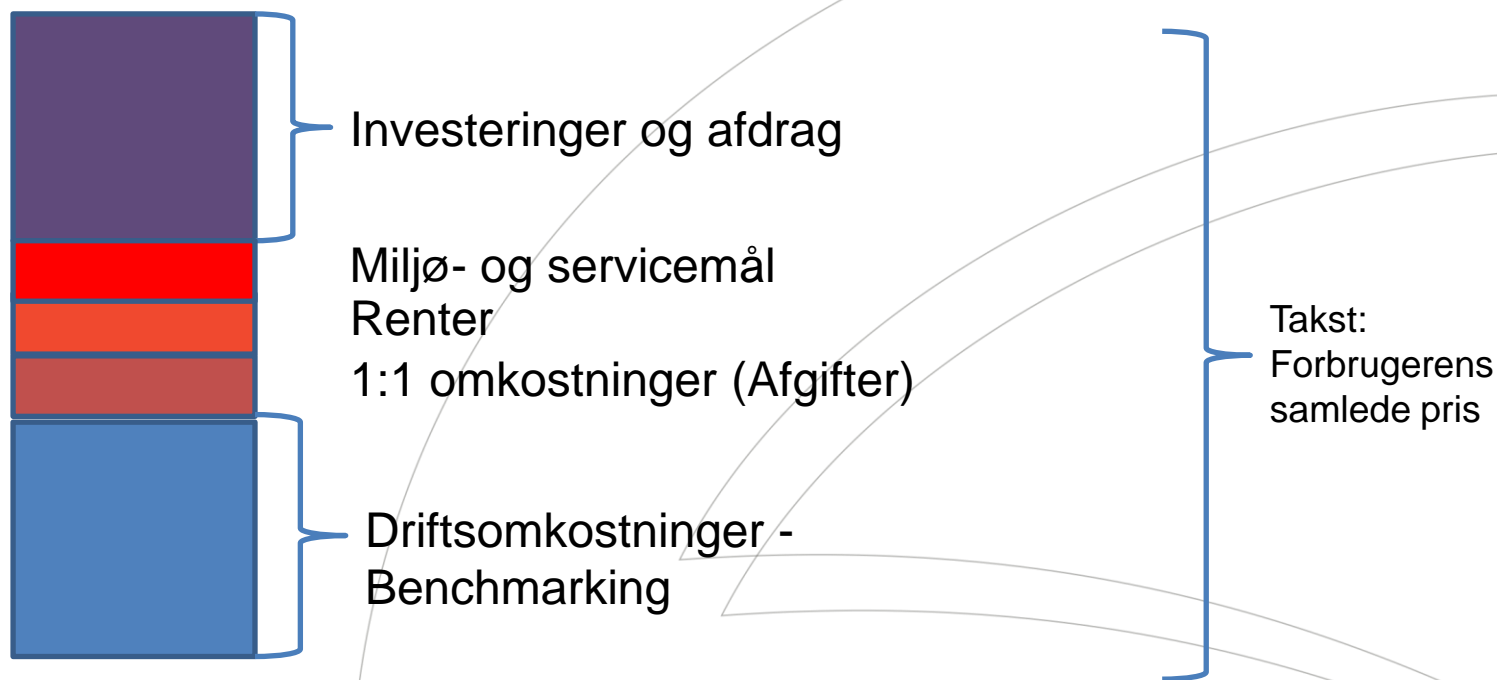 Investeringer og afdrag
Miljø- og servicemål
Renter
1:1 omkostninger (Afgifter)
Driftsomkostninger -
Benchmarking
Takst:
Forbrugerens
samlede pris